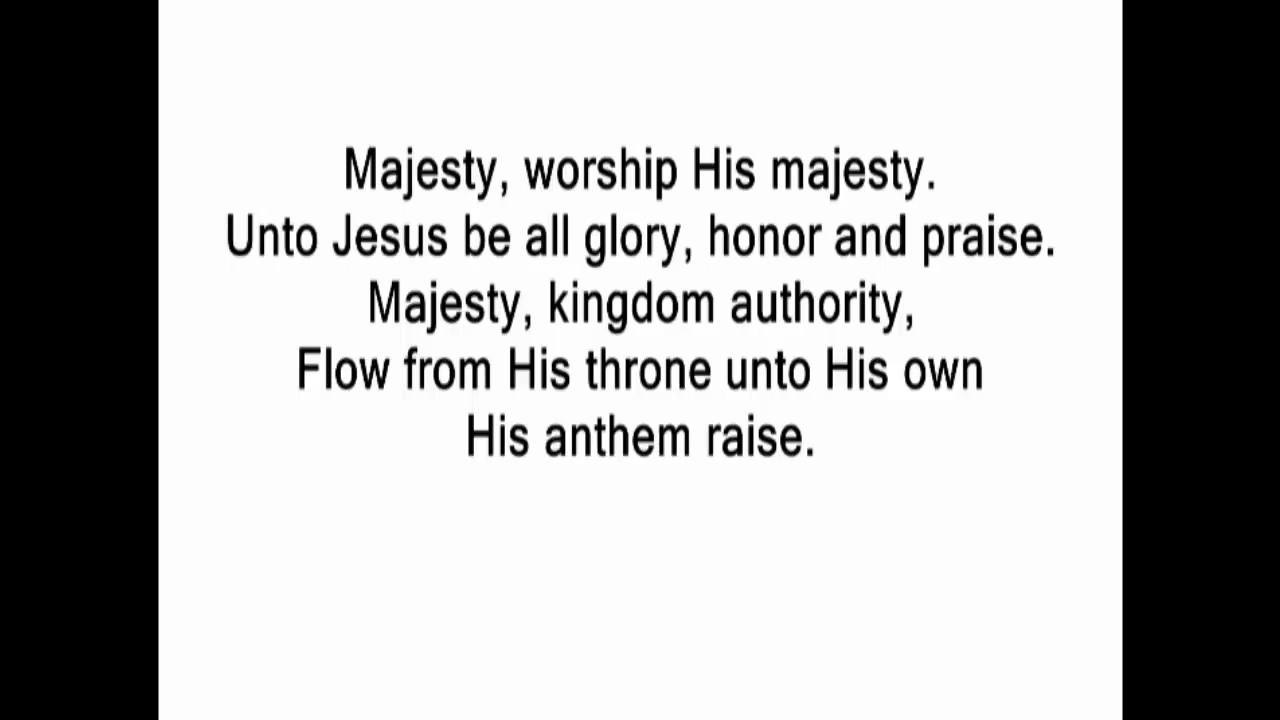 Majesty, worship His majesty.
Unto Jesus be all glory, honor and praise.
Majesty, kingdom authority,
Flow from His throne unto His own
His anthem raise.